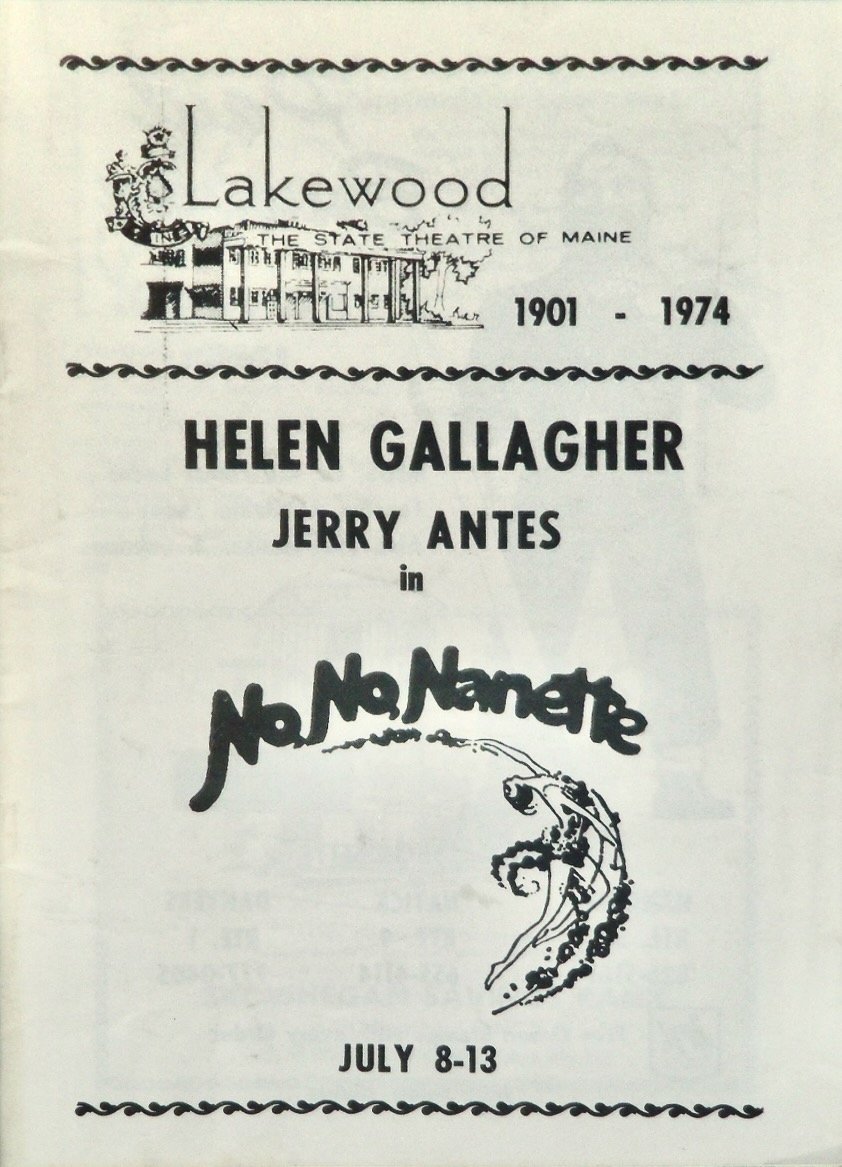 Lakewood
THE STATE THEATRE OF MAINE
1901 - 1974
HELEN GALLAGHER
JERRY ANTES
in
No, No, Nanette
JULY 8-13